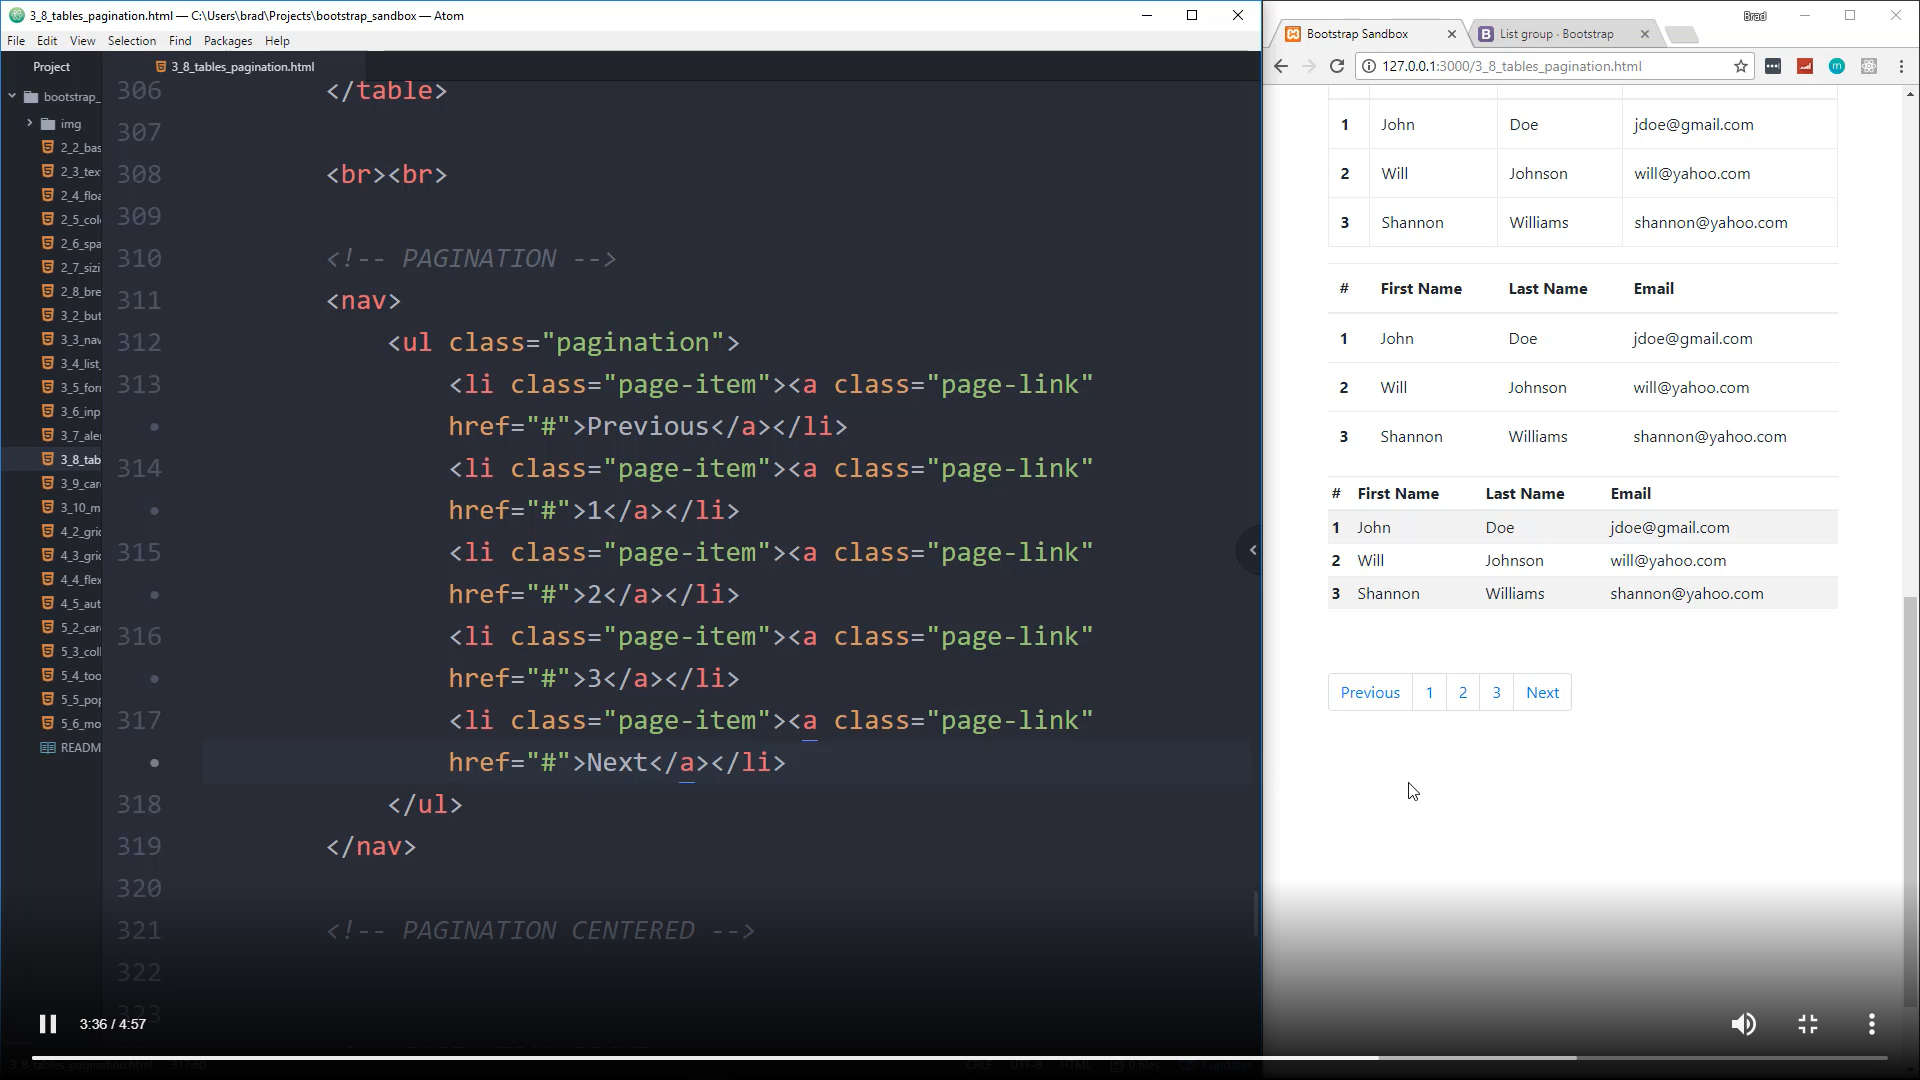 3_8_tables_pagination.html — C:\Users\brad\Projects\bootstrap_sandbox — Atom
File Edit View Selection Find Packages Help
Project
bootstrap_
img
2_2_bas
2_3_tex
2_4_floa
2_5_colo
2_6_spa
2_7_sizi
2_8_bre
3_2_but
3_3_nav
3_4_list_
3_5_forr
3_6_inp
3_7_aler
3_8_tab
3_9_card
3_10_m
4_2_grid
4_3_grid
4_4_flex
4_5_aut
5_2_car
5_3_coll
5_4_too
5_5_pop
5_6_mo
READM
3_8_tables_pagination.html
306 </table>
307
308 <br><br>
309
310 <!-- PAGINATION -->
311 <nav>
312 <ul class="pagination">
313 <li class="page-item"><a class="page-link"
href="#">Previous</a></li>
314 <li class="page-item"><a class="page-link"
href="#">1</a></li>
315 <li class="page-item"><a class="page-link"
href="#">2</a></li>
316 <li class="page-item"><a class="page-link"
href="#">3</a></li>
317 <li class="page-item"><a class="page-link"
href="#">Next</a></li>
318 </ul>
319 </nav>
320
321 <!-- PAGINATION CENTERED -->
322
323
3:36 / 4:57
Brad
Bootstrap Sandbox
List group · Bootstrap
127.0.0.1:3000/3_8_tables_pagination.html
1 John Doe jdoe@gmail.com
2 Will Johnson will@yahoo.com
3 Shannon Williams shannon@yahoo.com
# First Name Last Name Email
1 John Doe jdoe@gmail.com
2 Will Johnson will@yahoo.com
3 Shannon Williams shannon@yahoo.com
# First Name Last Name Email
1 John Doe jdoe@gmail.com
2 Will Johnson will@yahoo.com
3 Shannon Williams shannon@yahoo.com
Previous 1 2 3 Next